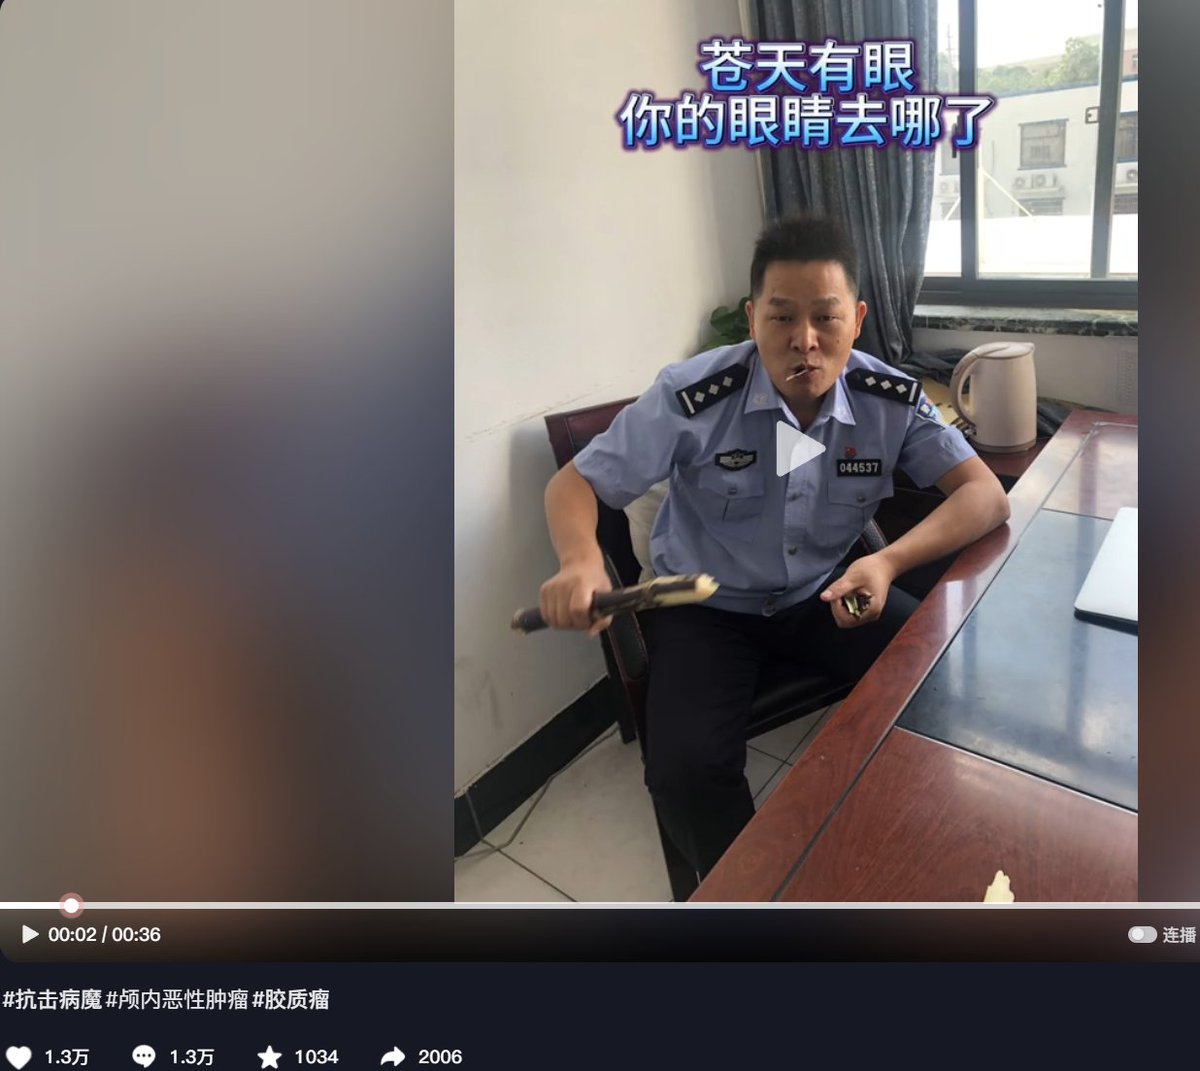 苍天有眼
你的眼睛去哪了
044537
00:02 / 00:36
连播
#抗击病魔 #颅内恶性肿瘤 #胶质瘤
1.3万 1.3万 1034 2006